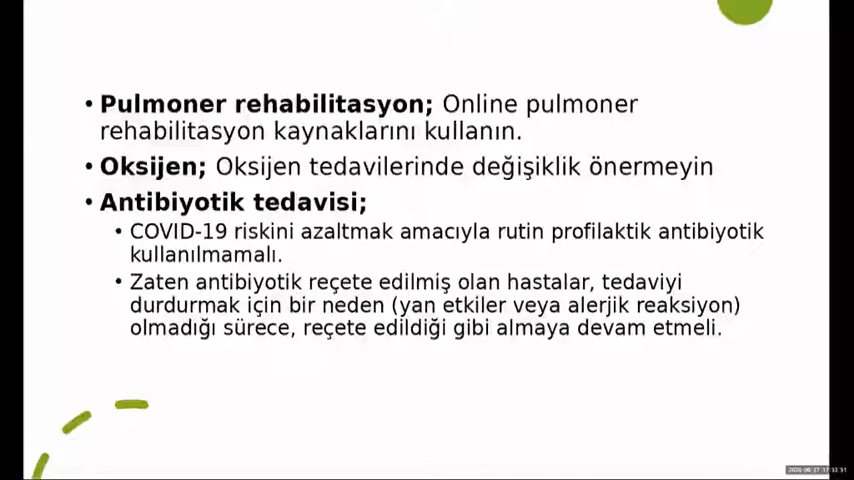 • Pulmoner rehabilitasyon; Online pulmoner
rehabilitasyon kaynaklarını kullanın.
• Oksijen; Oksijen tedavilerinde değişiklik önermeyin
• Antibiyotik tedavisi;
• COVID-19 riskini azaltmak amacıyla rutin profilaktik antibiyotik
kullanılmamalı.
• Zaten antibiyotik reçete edilmiş olan hastalar, tedaviyi
durdurmak için bir neden (yan etkiler veya alerjik reaksiyon)
olmadığı sürece, reçete edildiği gibi almaya devam etmeli.